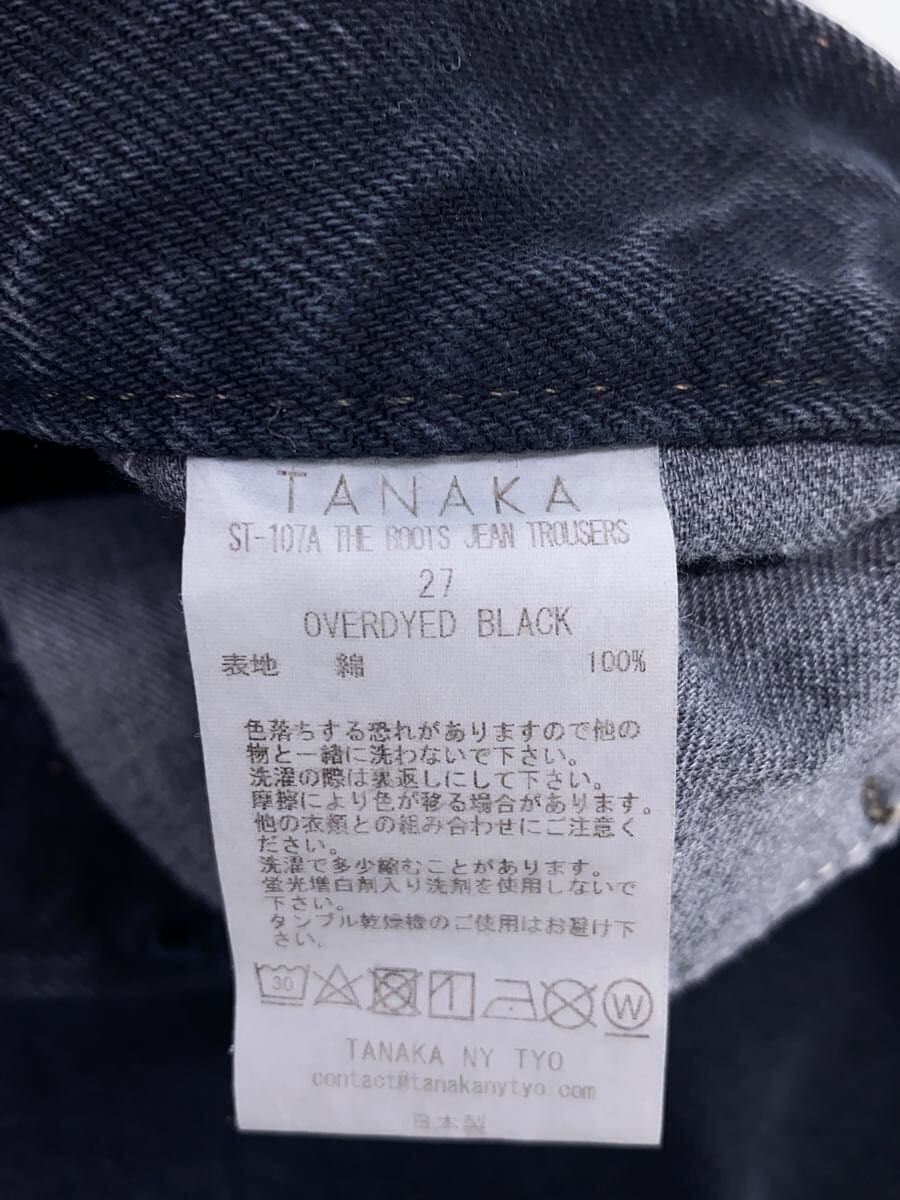 TANAKA
ST-107A THE ROOTS JEAN TROUSERS
27
OVERDYED BLACK
表地 綿 100%
色落ちする恐れがありますので他の
物と一緒に洗わないで下さい。
洗濯の際は裏返しにして下さい。
摩擦により色が移る場合があります。
他の衣類との組み合わせにご注意く
ださい。
洗濯で多少縮むことがあります。
蛍光増白剤入り洗剤を使用しないで
下さい。
タンブル乾燥機のご使用はお避け下
さい。
30 W
TANAKA NY TYO
contact@tanakanytyo.com
日本製